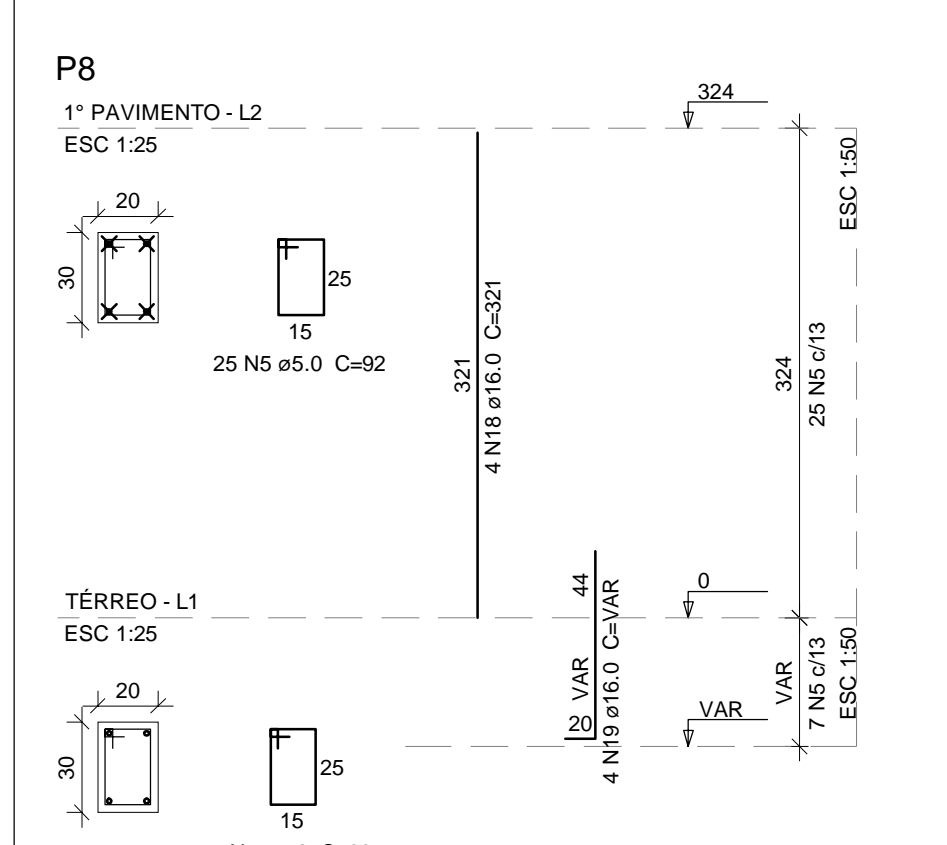 P8
1° PAVIMENTO - L2
ESC 1:25
324
ESC 1:50
20
30
25
15
25 N5 ø5.0 C=92
321
4 N18 ø16.0 C=321
324
25 N5 c/13
TÉRREO - L1
ESC 1:25
0
44
VAR
20
4 N19 ø16.0 C=VAR
VAR
VAR
7 N5 c/13
ESC 1:50
20
30
25
15